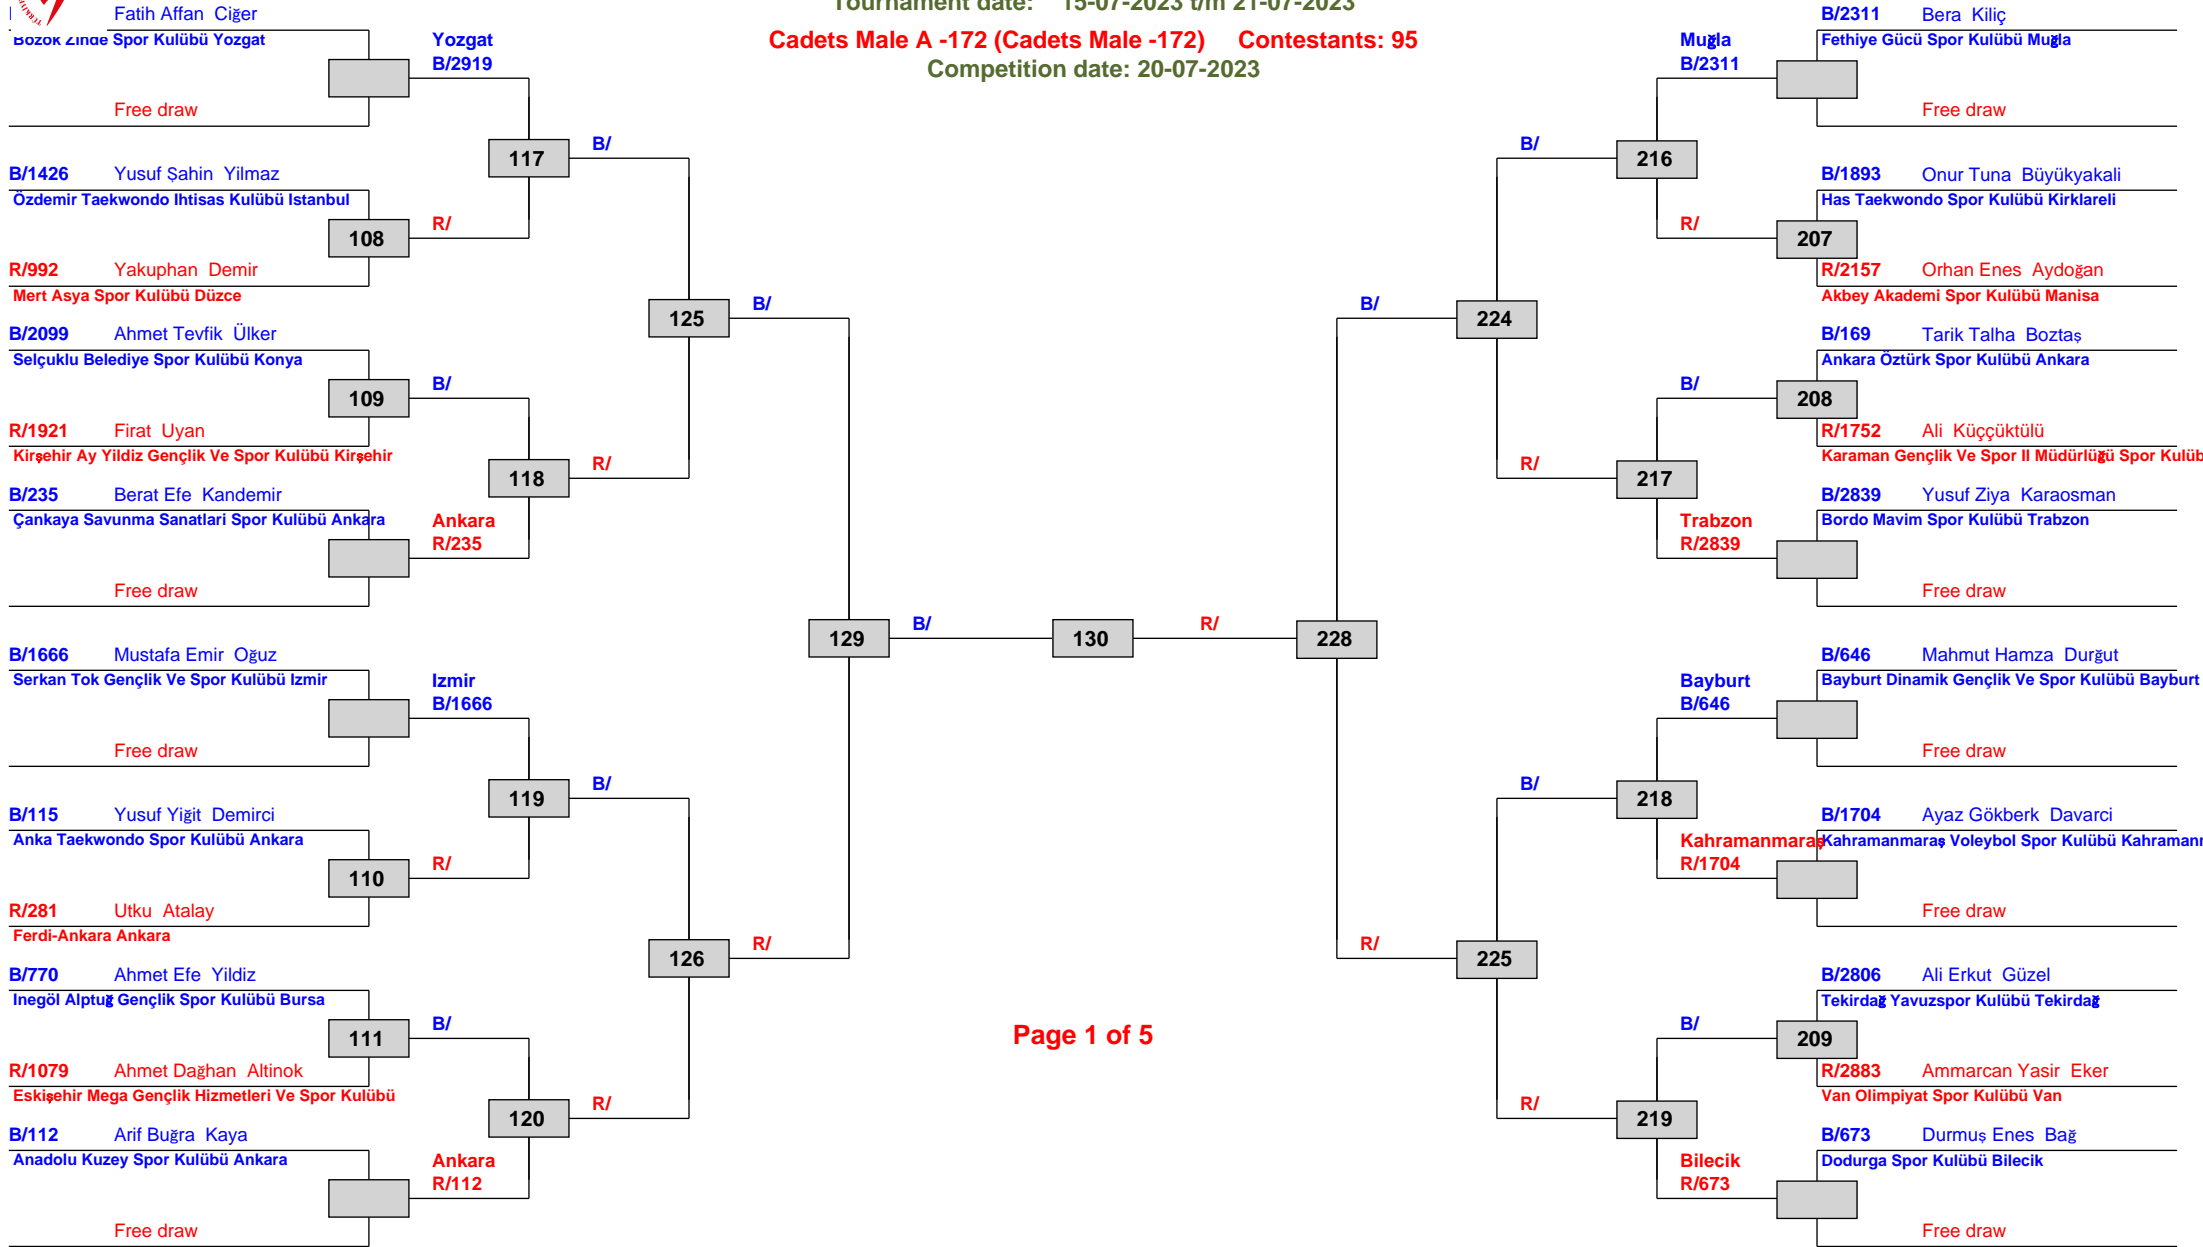 Tournament date: 15-07-2023 t/m 21-07-2023
Cadets Male A -172 (Cadets Male -172) Contestants: 95
Competition date: 20-07-2023
Fatih Affan Ciğer
Bozok Zinde Spor Kulübü Yozgat
Yozgat
B/2919
Free draw
117
B/
B/1426 Yusuf Şahin Yilmaz
Özdemir Taekwondo Ihtisas Kulübü Istanbul
108
R/
R/992 Yakuphan Demir
Mert Asya Spor Kulübü Düzce
125
B/
B/2099 Ahmet Tevfik Ülker
Selçuklu Belediye Spor Kulübü Konya
109
B/
R/1921 Firat Uyan
Kirşehir Ay Yildiz Gençlik Ve Spor Kulübü Kirşehir
118
R/
B/235 Berat Efe Kandemir
Çankaya Savunma Sanatlari Spor Kulübü Ankara
Ankara
R/235
Free draw
129
B/
130
R/
228
B/1666 Mustafa Emir Oğuz
Serkan Tok Gençlik Ve Spor Kulübü Izmir
Izmir
B/1666
Free draw
119
B/
B/115 Yusuf Yiğit Demirci
Anka Taekwondo Spor Kulübü Ankara
110
R/
R/281 Utku Atalay
Ferdi-Ankara Ankara
126
R/
B/770 Ahmet Efe Yildiz
Inegöl Alptuğ Gençlik Spor Kulübü Bursa
111
B/
R/1079 Ahmet Dağhan Altinok
Eskişehir Mega Gençlik Hizmetleri Ve Spor Kulübü
120
R/
B/112 Arif Buğra Kaya
Anadolu Kuzey Spor Kulübü Ankara
Ankara
R/112
Free draw
Page 1 of 5
B/2311 Bera Kiliç
Fethiye Gücü Spor Kulübü Muğla
Muğla
B/2311
Free draw
B/
216
B/1893 Onur Tuna Büyükyakali
Has Taekwondo Spor Kulübü Kirklareli
R/
207
R/2157 Orhan Enes Aydoğan
Akbey Akademi Spor Kulübü Manisa
B/
224
B/169 Tarik Talha Boztaş
Ankara Öztürk Spor Kulübü Ankara
B/
208
R/1752 Ali Küççüktülü
Karaman Gençlik Ve Spor Il Müdürlüğü Spor Kulüb
R/
217
B/2839 Yusuf Ziya Karaosman
Bordo Mavim Spor Kulübü Trabzon
Trabzon
R/2839
Free draw
B/646 Mahmut Hamza Durğut
Bayburt Dinamik Gençlik Ve Spor Kulübü Bayburt
Bayburt
B/646
Free draw
B/
218
B/1704 Ayaz Gökberk Davarci
Kahramanmaraş Voleybol Spor Kulübü Kahraman
Kahramanmaraş
R/1704
Free draw
R/
225
B/2806 Ali Erkut Güzel
Tekirdağ Yavuzspor Kulübü Tekirdağ
B/
209
R/2883 Ammarcan Yasir Eker
Van Olimpiyat Spor Kulübü Van
R/
219
B/673 Durmuş Enes Bağ
Dodurga Spor Kulübü Bilecik
Bilecik
R/673
Free draw